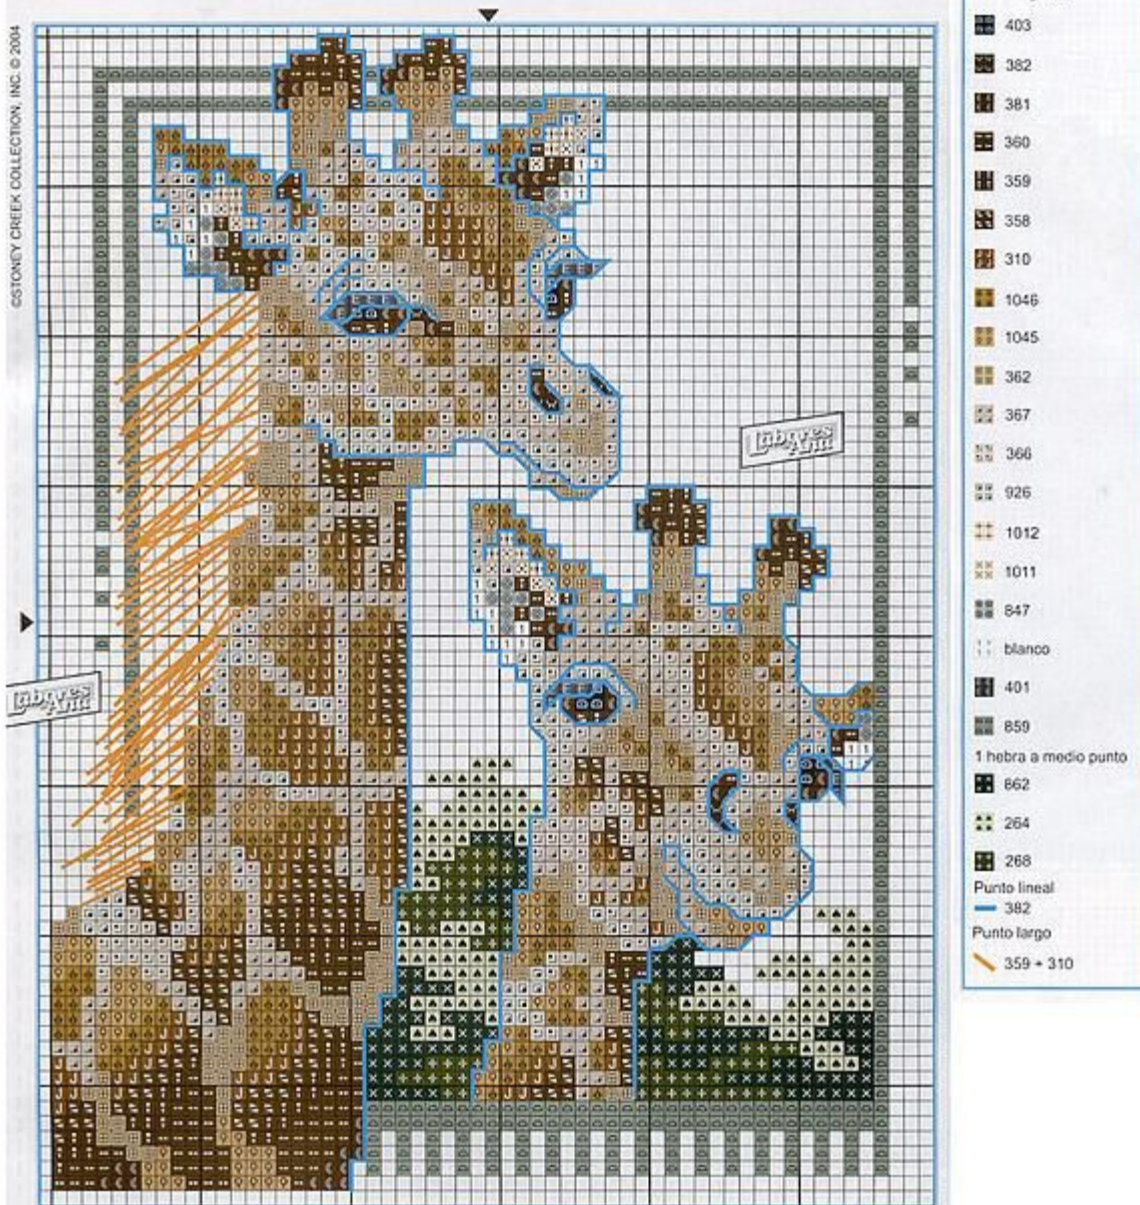 ©STONEY CREEK COLLECTION, INC. © 2004
Labores Ana
Labores Ana
403
382
381
360
359
358
310
1046
1045
362
367
366
926
1012
1011
847
blanco
401
859
1 hebra a medio punto
862
264
268
Punto lineal
382
Punto largo
359 + 310